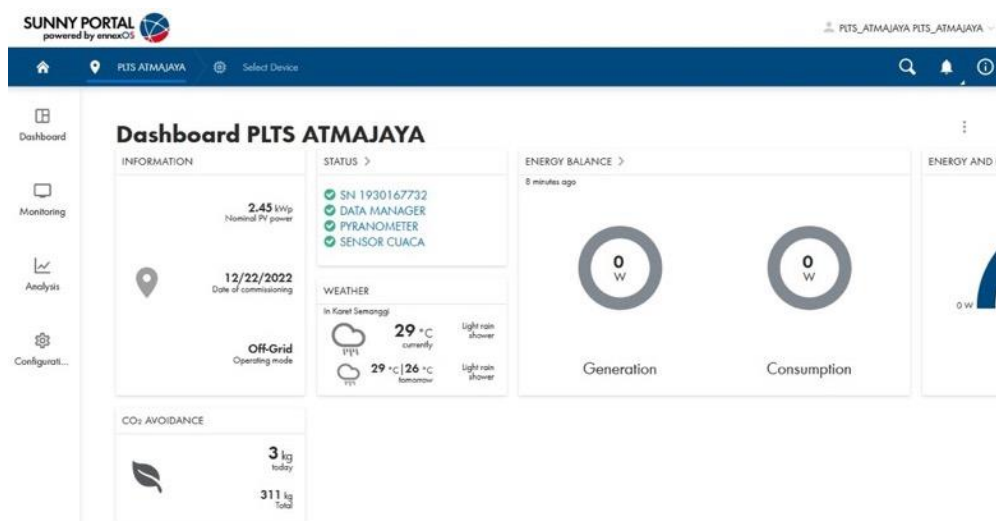 SUNNY PORTAL
powered by ennexOS
PLTS_ATMAJAYA PLTS_ATMAJAYA
PLTS ATMAJAYA
Select Device
Dashboard
Monitoring
Analysis
Configurati...
Dashboard PLTS ATMAJAYA
INFORMATION
2.45 kWp
Nominal PV power
12/22/2022
Date of commissioning
Off-Grid
Operating mode
STATUS >
SN 1930167732
DATA MANAGER
PYRANOMETER
SENSOR CUACA
WEATHER
In Karet Semanggi
29 °C
currently
Light rain
shower
29 °C|26 °C
tomorrow
Light rain
shower
ENERGY BALANCE >
8 minutes ago
0
W
Generation
0
W
Consumption
ENERGY AND
0 W
CO₂ AVOIDANCE
3 kg
today
311 kg
Total